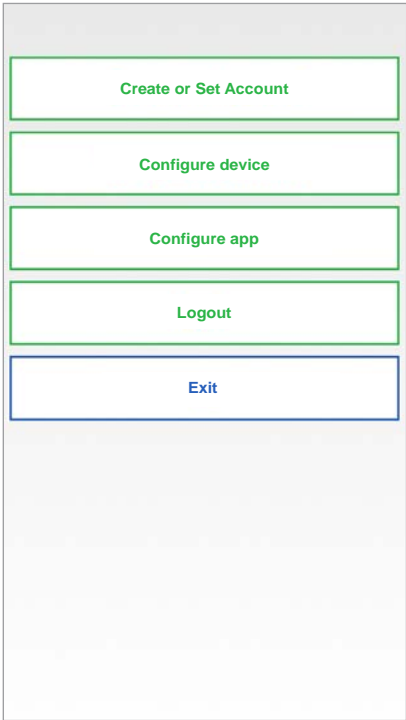 Create or Set Account
Configure device
Configure app
Logout
Exit